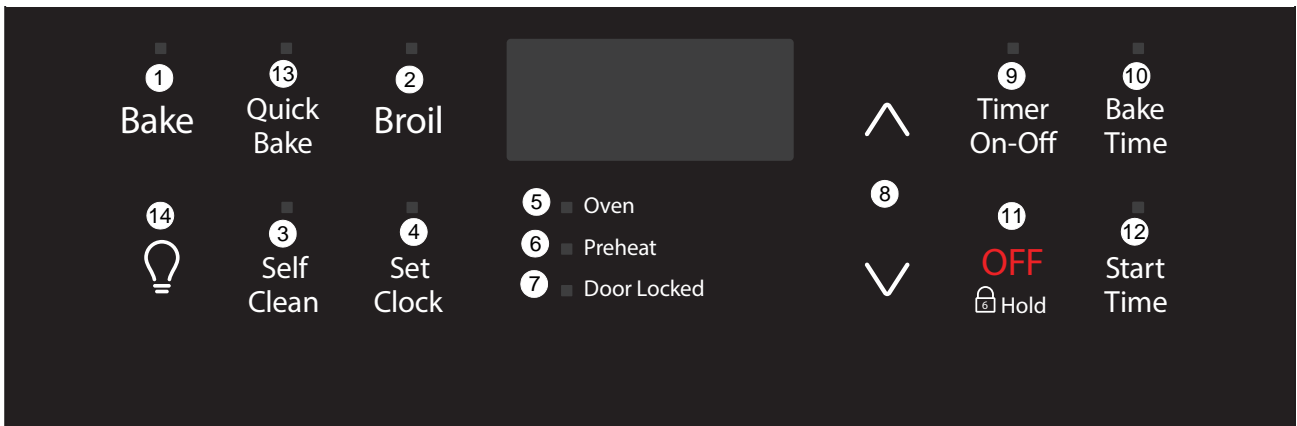 1
Bake
13
Quick
Bake
2
Broil
14
3
Self
Clean
4
Set
Clock
5 Oven
6 Preheat
7 Door Locked
8
9
Timer
On-Off
10
Bake
Time
11
OFF
6 Hold
12
Start
Time